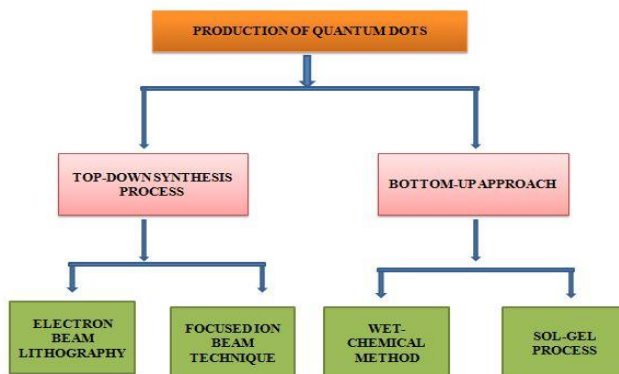 PRODUCTION OF QUANTUM DOTS
TOP-DOWN SYNTHESIS
PROCESS
BOTTOM-UP APPROACH
ELECTRON
BEAM
LITHOGRAPHY
FOCUSED ION
BEAM
TECHNIQUE
WET-
CHEMICAL
METHOD
SOL-GEL
PROCESS